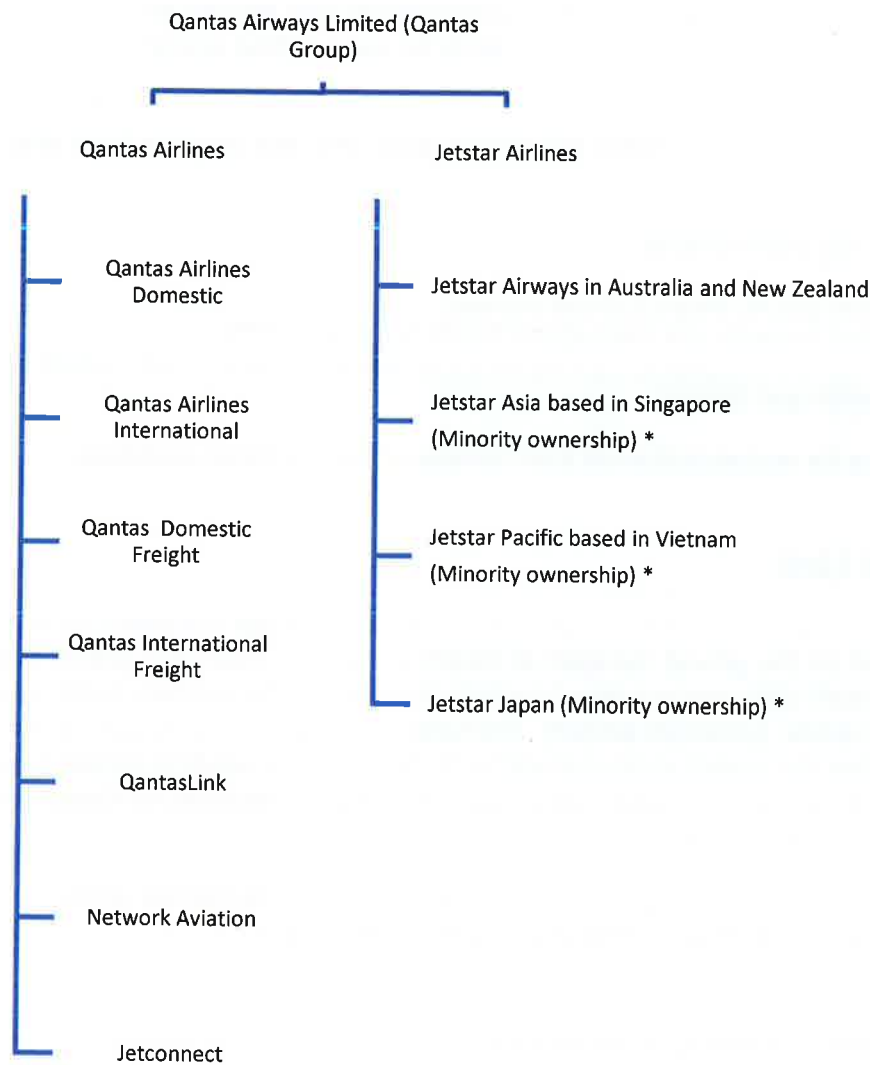 Qantas Airways Limited (Qantas
Group)
Qantas Airlines
Jetstar Airlines
Qantas Airlines
Domestic
Jetstar Airways in Australia and New Zealand
Qantas Airlines
International
Jetstar Asia based in Singapore
(Minority ownership) *
Qantas Domestic
Freight
Jetstar Pacific based in Vietnam
(Minority ownership) *
Qantas International
Freight
Jetstar Japan (Minority ownership) *
QantasLink
Network Aviation
Jetconnect